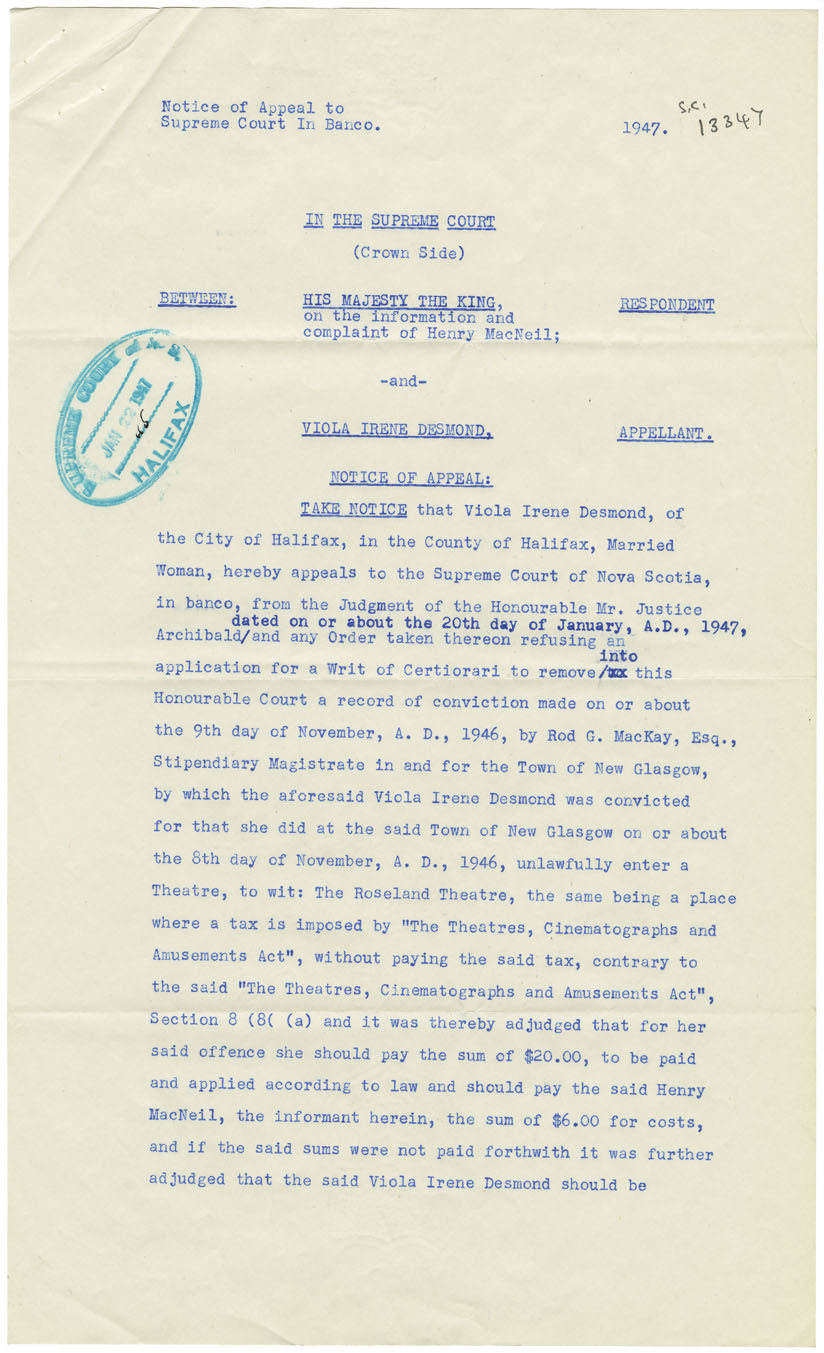 Notice of Appeal to
Supreme Court In Banco.
1947. S.C. 13347
IN THE SUPREME COURT
(Crown Side)
BETWEEN: HIS MAJESTY THE KING, RESPONDENT
on the information and
complaint of Henry MacNeil;
-and-
SUPREME COURT of N. S.
JAN 22 1947
HALIFAX
VIOLA IRENE DESMOND, APPELLANT.
NOTICE OF APPEAL:
TAKE NOTICE that Viola Irene Desmond, of
the City of Halifax, in the County of Halifax, Married
Woman, hereby appeals to the Supreme Court of Nova Scotia,
in banco, from the Judgment of the Honourable Mr. Justice
dated on or about the 20th day of January, A.D., 1947,
Archibald/and any Order taken thereon refusing an
into
application for a Writ of Certiorari to remove/ this
Honourable Court a record of conviction made on or about
the 9th day of November, A. D., 1946, by Rod G. MacKay, Esq.,
Stipendiary Magistrate in and for the Town of New Glasgow,
by which the aforesaid Viola Irene Desmond was convicted
for that she did at the said Town of New Glasgow on or about
the 8th day of November, A. D., 1946, unlawfully enter a
Theatre, to wit: The Roseland Theatre, the same being a place
where a tax is imposed by "The Theatres, Cinematographs and
Amusements Act", without paying the said tax, contrary to
the said "The Theatres, Cinematographs and Amusements Act",
Section 8 (8( (a) and it was thereby adjudged that for her
said offence she should pay the sum of $20.00, to be paid
and applied according to law and should pay the said Henry
MacNeil, the informant herein, the sum of $6.00 for costs,
and if the said sums were not paid forthwith it was further
adjudged that the said Viola Irene Desmond should be